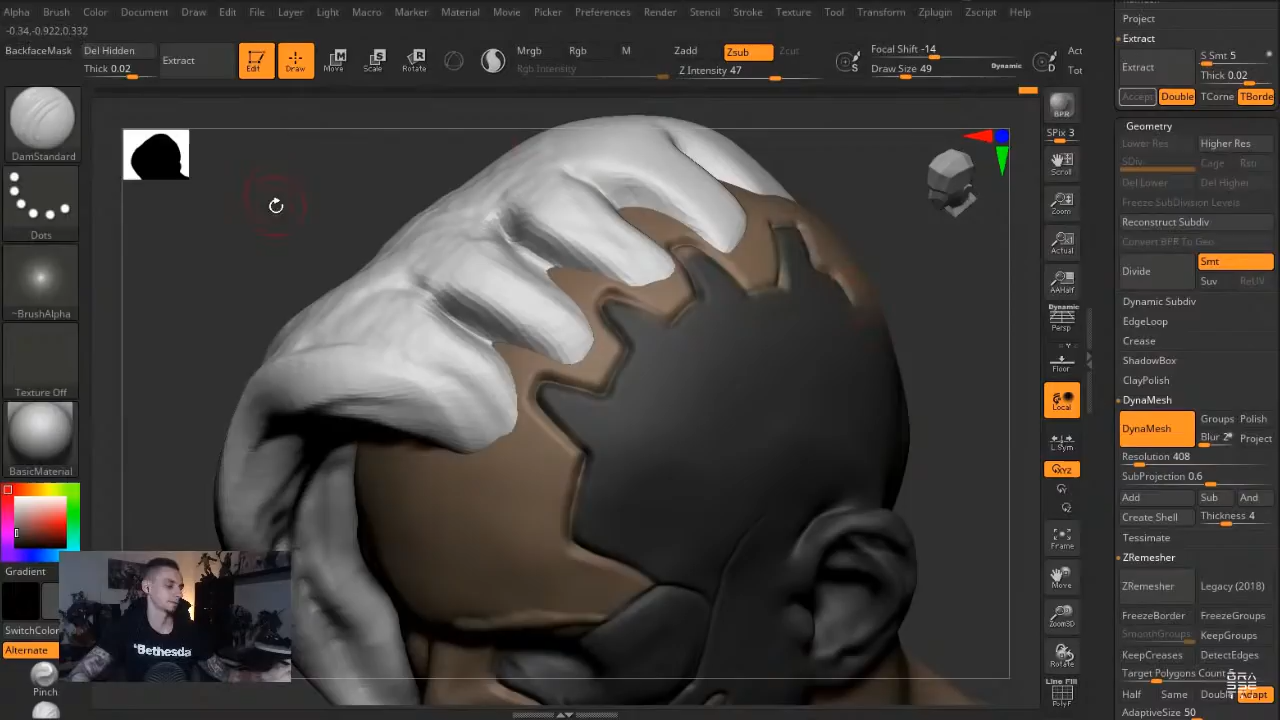 Alpha Brush Color Document Draw Edit File Layer Light Macro Marker Material Movie Picker Preferences Render Stencil Stroke Texture Tool Transform Zplugin Zscript Help
-0.34,-0.922,0.332
BackfaceMask
Del Hidden
Thick 0.02
Extract
Edit
Draw
Move
Scale
Rotate
Mrgb Rgb M
Rgb Intensity
Zadd Zsub Zcut
Z Intensity 47
S
Focal Shift -14
Draw Size 49
Dynamic
D
Act
Tot
DamStandard
Dots
~BrushAlpha
Texture Off
BasicMaterial
Gradient
SwitchColor
Alternate
Pinch
Bethesda
BPR
SPix 3
Scroll
Zoom
Actual
AAHalf
Dynamic
Persp
Floor
Local
L.Sym
XYZ
Frame
Move
Zoom3D
Rotate
Line Fill
PolyF
Project
Extract
Extract
S Smt 5
Thick 0.02
Accept Double TCorne TBorde
Geometry
Lower Res Higher Res
SDiv Cage Rstr
Del Lower Del Higher
Freeze SubDivision Levels
Reconstruct Subdiv
Convert BPR To Geo
Divide
Smt
Suv ReUV
Dynamic Subdiv
EdgeLoop
Crease
ShadowBox
ClayPolish
DynaMesh
DynaMesh
Groups Polish
Blur 2 Project
Resolution 408
SubProjection 0.6
Add Sub And
Create Shell Thickness 4
Tessimate
ZRemesher
ZRemesher Legacy (2018)
FreezeBorder FreezeGroups
SmoothGroups KeepGroups
KeepCreases DetectEdges
Target Polygons Count 5
Half Same Double Adapt
AdaptiveSize 50